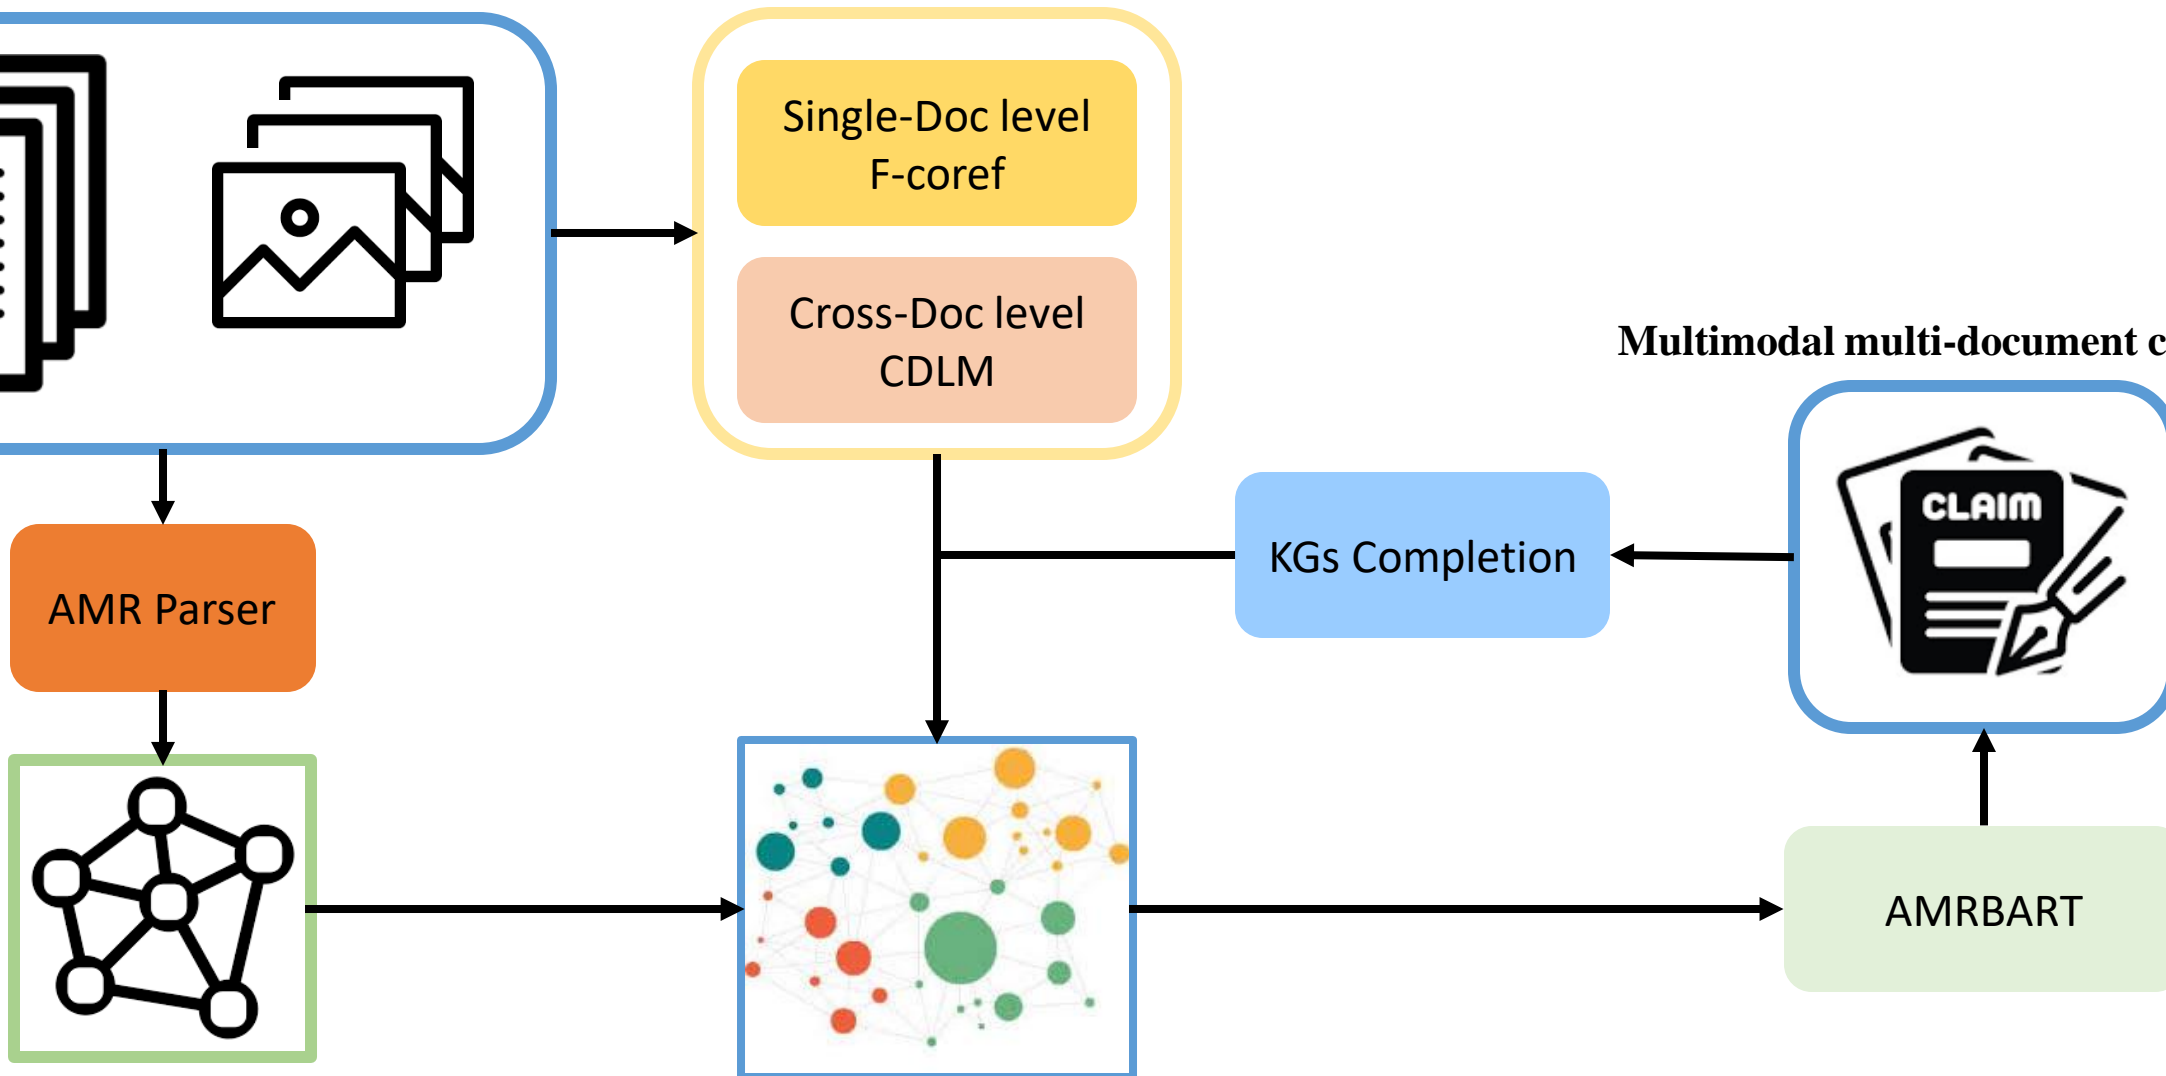 Single-Doc level
F-coref
Cross-Doc level
CDLM
Multimodal multi-document c
CLAIM
KGs Completion
AMR Parser
AMRBART